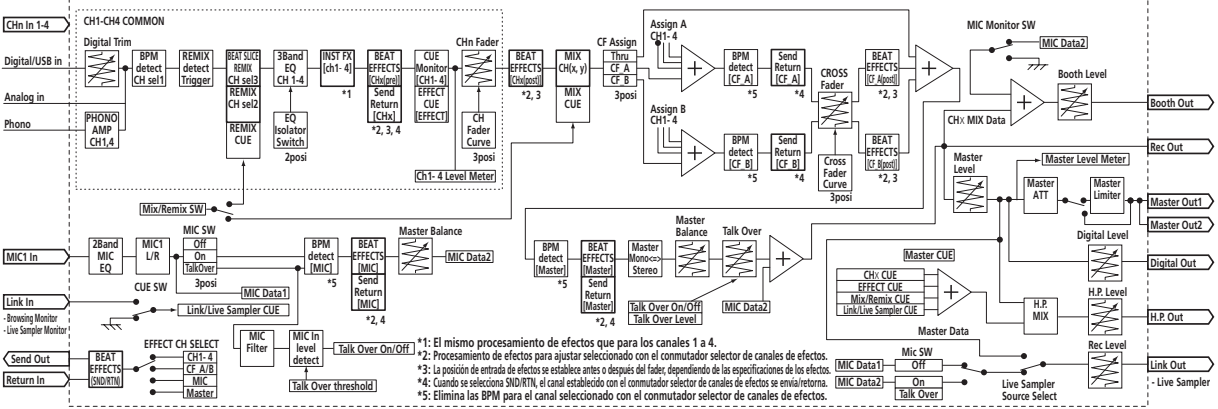 CHn In 1-4
Digital/USB in
Analog in
Phono
CH1-CH4 COMMON
Digital Trim
PHONO
AMP
CH1,4
BPM
detect
CH sel1
REMIX
detect
Trigger
BEAT SLICE
REMIX
CH sel3
REMIX
CH sel2
REMIX
CUE
3Band
EQ
CH 1-4
EQ
Isolator
Switch
2posi
INST FX
[ch1- 4]
*1
BEAT
EFFECTS
[CHx(pre)]
Send
Return
[CHx]
*2, 3, 4
CUE
Monitor
[CH1- 4]
EFFECT
CUE
[EFFECT]
CHn Fader
CH
Fader
Curve
3posi
Ch1- 4 Level Meter
BEAT
EFFECTS
[CHx(post)]
*2, 3
MIX
CH(x, y)
MIX
CUE
CF Assign
Thru
CF_A
CF_B
3posi
Assign A
CH1- 4
Assign B
CH1- 4
BPM
detect
[CF_A]
*5
Send
Return
[CF_A]
*4
BPM
detect
[CF_B]
*5
Send
Return
[CF_B]
*4
CROSS
Fader
Cross
Fader
Curve
3posi
BEAT
EFFECTS
[CF_A(post)]
*2, 3
BEAT
EFFECTS
[CF_B(post)]
*2, 3
MIC Monitor SW
MIC Data2
CHX MIX Data
Booth Level
Booth Out
Rec Out
Master
Level
Master Level Meter
Master
ATT
Master
Limiter
Master Out1
Master Out2
Digital Level
Digital Out
H.P. Level
H.P. Out
Rec Level
Link Out
- Live Sampler
Mix/Remix SW
MIC1 In
2Band
MIC
EQ
MIC1
L/R
MIC SW
Off
On
TalkOver
3posi
MIC Data1
BPM
detect
[MIC]
*5
BEAT
EFFECTS
[MIC]
Send
Return
[MIC]
*2, 4
Master Balance
MIC Data2
BPM
detect
[Master]
*5
BEAT
EFFECTS
[Master]
Send
Return
[Master]
*2, 4
Master
Mono<=>
Stereo
Master
Balance
Talk Over
Talk Over On/Off
Talk Over Level
MIC Data2
Master CUE
CHX CUE
EFFECT CUE
Mix/Remix CUE
Link/Live Sampler CUE
H.P.
MIX
Master Data
Link In
- Browsing Monitor
- Live Sampler Monitor
CUE SW
Link/Live Sampler CUE
Send Out
Return In
BEAT
EFFECTS
(SND/RTN)
EFFECT CH SELECT
CH1- 4
CF A/B
MIC
Master
MIC
Filter
MIC In
level
detect
Talk Over On/Off
Talk Over threshold
*1: El mismo procesamiento de efectos que para los canales 1 a 4.
*2: Procesamiento de efectos para ajustar seleccionado con el conmutador selector de canales de efectos.
*3: La posición de entrada de efectos se establece antes o después del fader, dependiendo de las especificaciones de los efectos.
*4: Cuando se selecciona SND/RTN, el canal establecido con el conmutador selector de canales de efectos se envía/retorna.
*5: Elimina las BPM para el canal seleccionado con el conmutador selector de canales de efectos.
Mic SW
MIC Data1
Off
MIC Data2
On
Talk Over
Live Sampler
Source Select